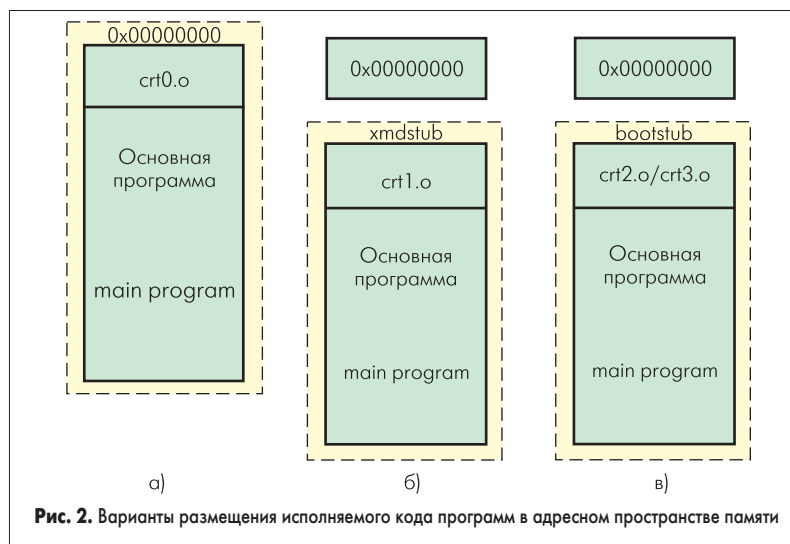 0x00000000
crt0.o
Основная
программа
main program
а)
0x00000000
xmdstub
crt1.o
Основная
программа
main program
б)
0x00000000
bootstub
crt2.o/crt3.o
Основная
программа
main program
в)
Рис. 2. Варианты размещения исполняемого кода программ в адресном пространстве памяти